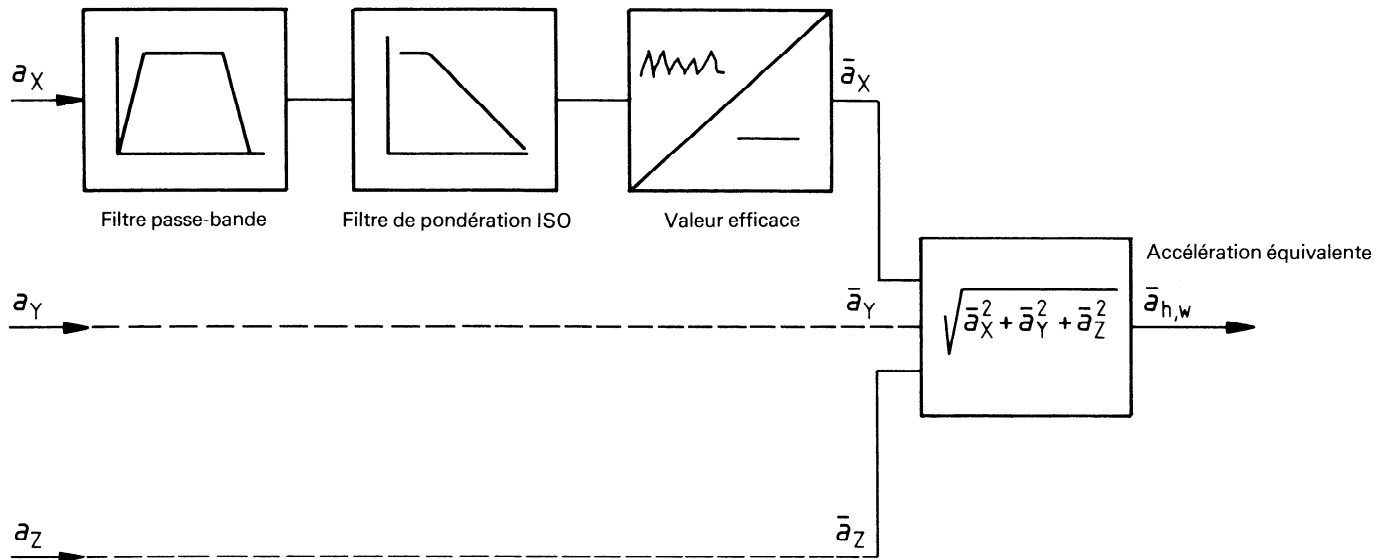 a_X
ā_X
Filtre passe-bande
Filtre de pondération ISO
Valeur efficace
Accélération équivalente
a_Y
ā_Y
√(ā_X² + ā_Y² + ā_Z²)
ā_h,w
a_Z
ā_Z